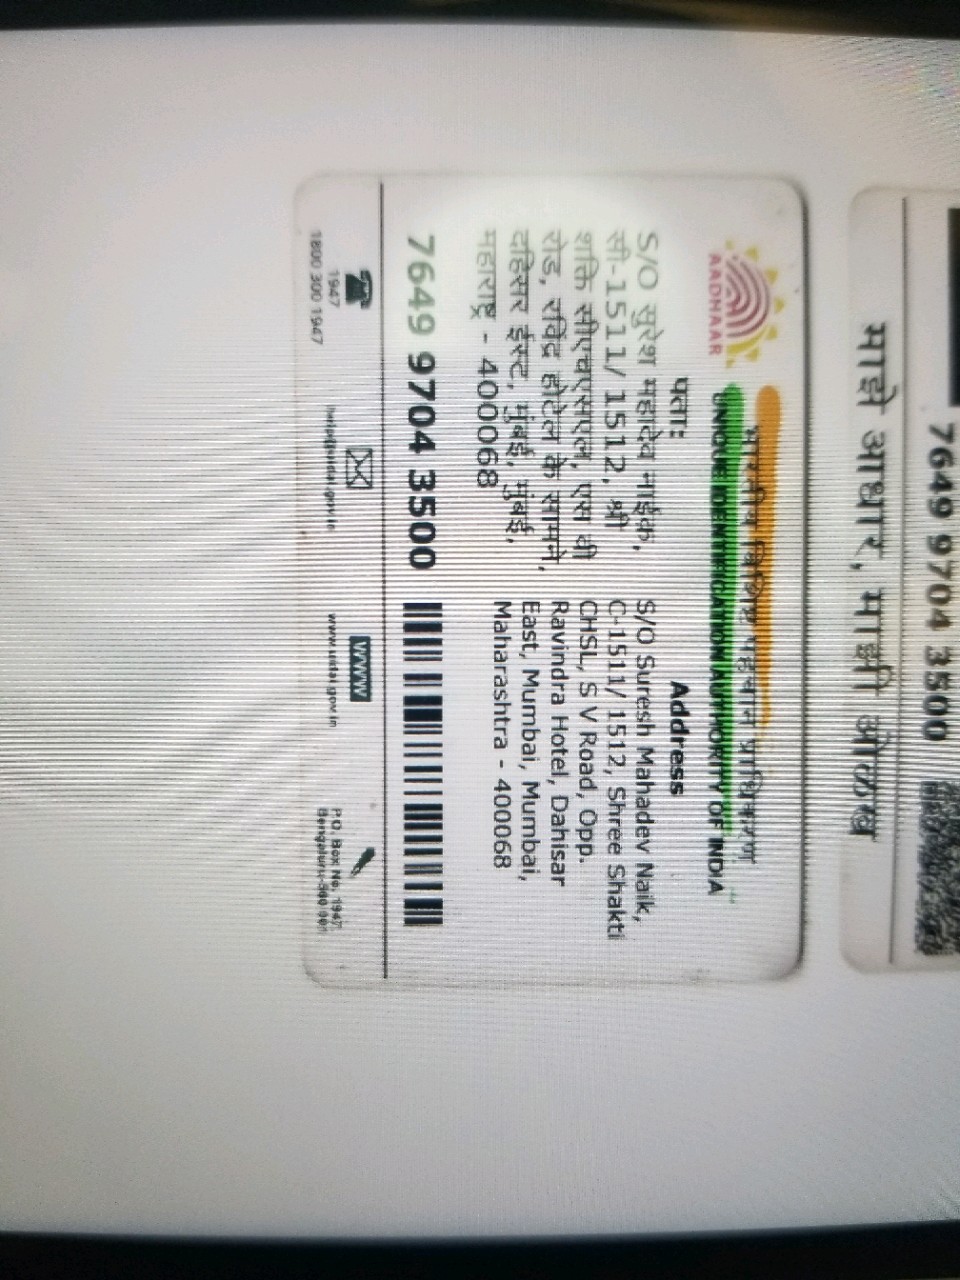 7649 9704 3500
माझे आधार, माझी ओळख
भारतीय विशिष्ट पहचान प्राधिकरण
UNIQUE IDENTIFICATION AUTHORITY OF INDIA
AADHAAR
पता:
S/O सुरेश महादेव नाईक,
सी-1511/ 1512, श्री
शक्ति सीएचएसएल, एस वी
रोड, रविंद्र होटेल के सामने,
दहिसर ईस्ट, मुंबई, मुंबई,
महाराष्ट्र - 400068
Address
S/O Suresh Mahadev Naik,
C-1511/ 1512, Shree Shakti
CHSL, S V Road, Opp.
Ravindra Hotel, Dahisar
East, Mumbai, Mumbai,
Maharashtra - 400068
7649 9704 3500
1947
1800 300 1947
help@uidai.gov.in
www
www.uidai.gov.in
P.O. Box No. 1947,
Bengaluru-560 001